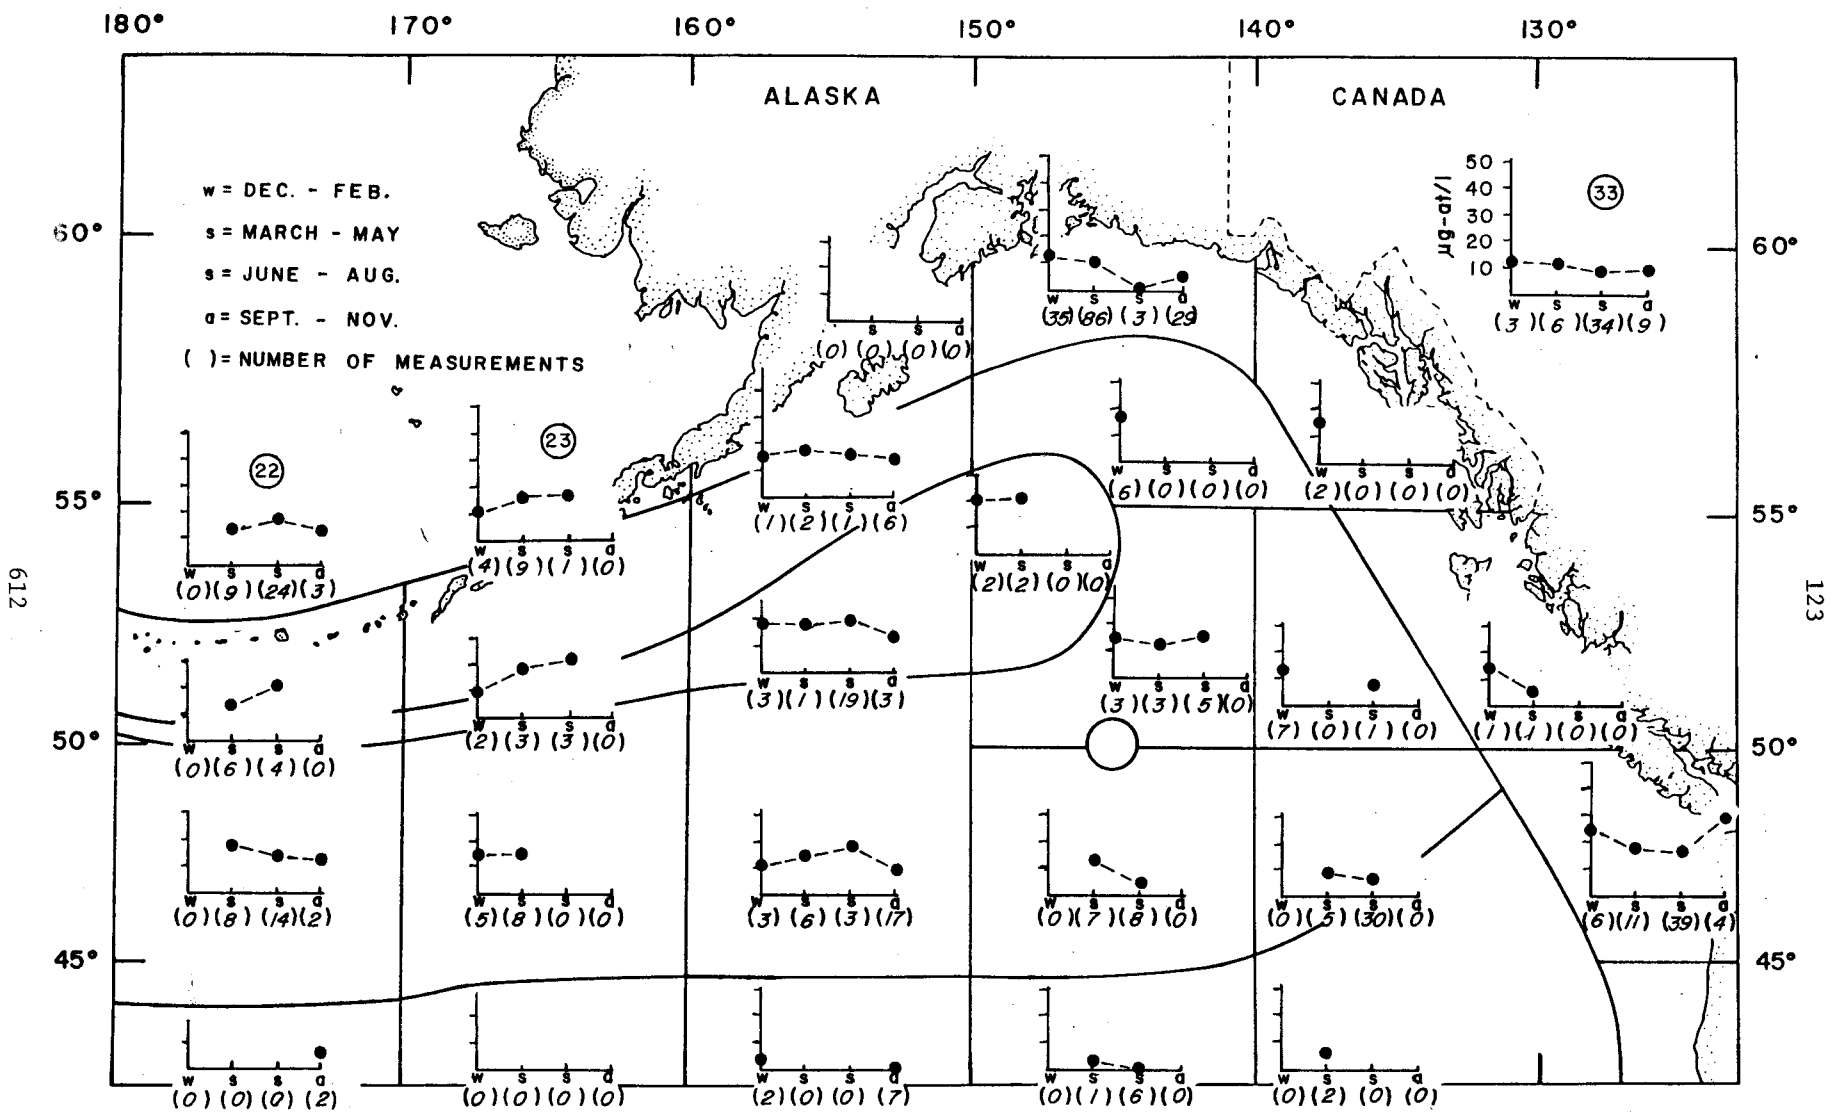 180° 170° 160° 150° 140° 130°
ALASKA CANADA
w = DEC. - FEB.
s = MARCH - MAY
s = JUNE - AUG.
a = SEPT. - NOV.
( ) = NUMBER OF MEASUREMENTS
60° 60°
µg-at/l
50
40
30
20
10
33
w s s a
(3)(6)(34)(9)
w s s a
(35)(86)(3)(29)
s s a
(0)(0)(0)(0)
22
w s s a
(0)(9)(24)(3)
23
w s s a
(4)(9)(1)(0)
w s s a
(1)(2)(1)(6)
w s s a
(6)(0)(0)(0)
w s s a
(2)(0)(0)(0)
55° 55°
w s s a
(2)(2)(0)(0)
612
123
w s s a
(0)(6)(4)(0)
w s s a
(2)(3)(3)(0)
w s s a
(3)(1)(19)(3)
w s s a
(3)(3)(5)(0)
w s s a
(7)(0)(1)(0)
w s s a
(1)(1)(0)(0)
50° 50°
w s s a
(0)(8)(14)(2)
w s s a
(5)(8)(0)(0)
w s s a
(3)(6)(3)(17)
w s s a
(0)(7)(8)(0)
w s s a
(0)(5)(30)(0)
w s s a
(6)(11)(39)(4)
45° 45°
w s s a
(0)(0)(0)(2)
w s s a
(0)(0)(0)(0)
w s s a
(2)(0)(0)(7)
w s s a
(0)(1)(6)(0)
w s s a
(0)(2)(0)(0)